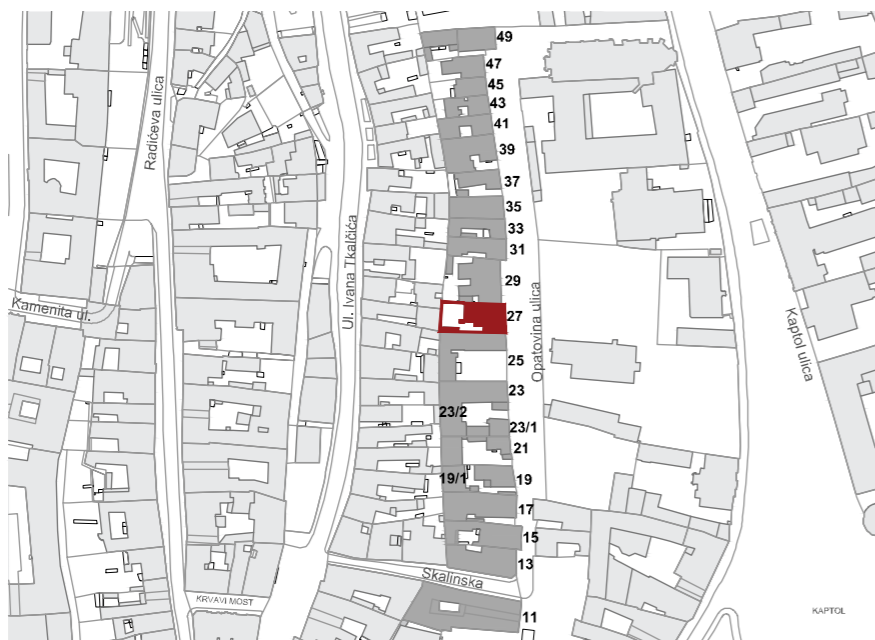 49
47
45
43
41
39
37
35
33
31
29
27
25
23
23/2
23/1
21
19/1
19
17
15
13
11
Radićeva ulica
Kamenita ul.
Ul. Ivana Tkalčića
Opatovina ulica
Kaptol ulica
Skalinska
KRVAVI MOST
KAPTOL